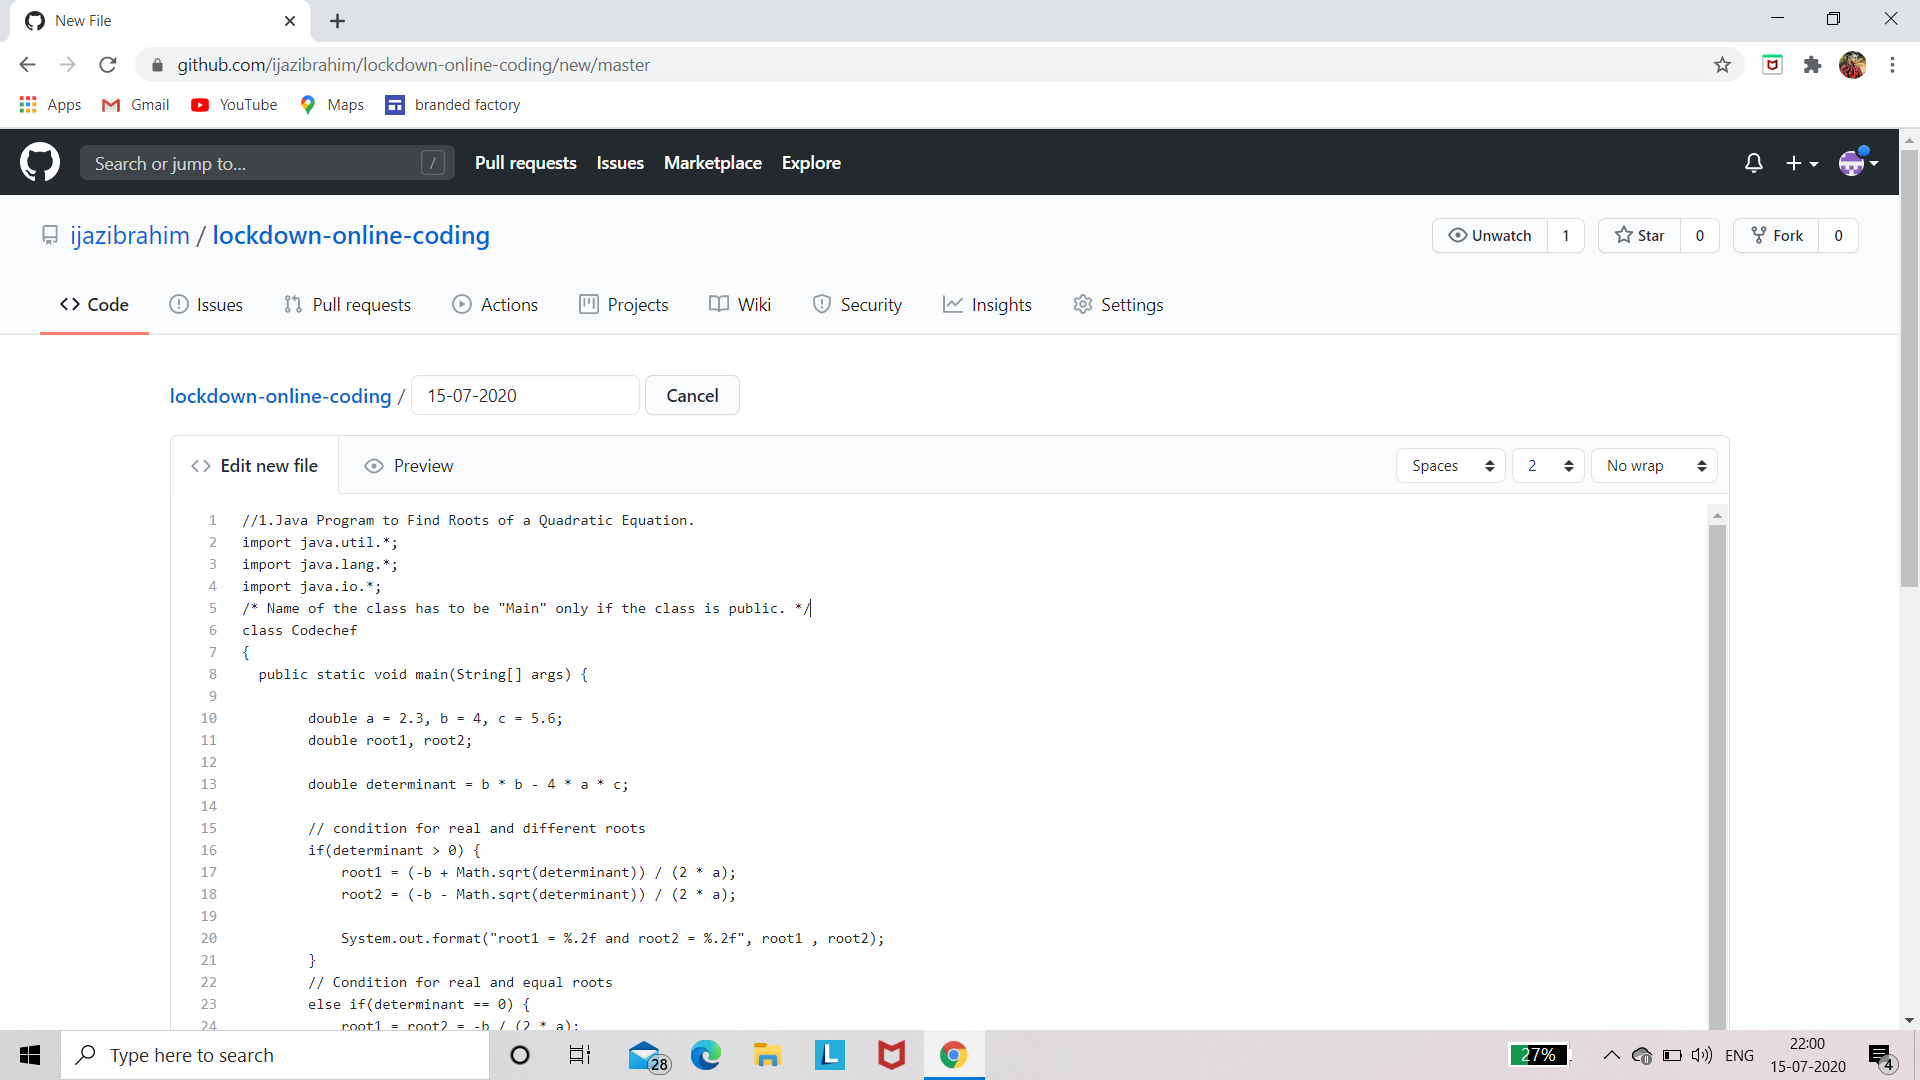 New File
github.com/ijazibrahim/lockdown-online-coding/new/master
Apps Gmail YouTube Maps branded factory
Search or jump to... / Pull requests Issues Marketplace Explore
ijazibrahim / lockdown-online-coding Unwatch 1 Star 0 Fork 0
Code Issues Pull requests Actions Projects Wiki Security Insights Settings
lockdown-online-coding / 15-07-2020 Cancel
Edit new file Preview Spaces 2 No wrap
1 //1.Java Program to Find Roots of a Quadratic Equation.
2 import java.util.*;
3 import java.lang.*;
4 import java.io.*;
5 /* Name of the class has to be "Main" only if the class is public. */
6 class Codechef
7 {
8 public static void main(String[] args) {
9
10 double a = 2.3, b = 4, c = 5.6;
11 double root1, root2;
12
13 double determinant = b * b - 4 * a * c;
14
15 // condition for real and different roots
16 if(determinant > 0) {
17 root1 = (-b + Math.sqrt(determinant)) / (2 * a);
18 root2 = (-b - Math.sqrt(determinant)) / (2 * a);
19
20 System.out.format("root1 = %.2f and root2 = %.2f", root1 , root2);
21 }
22 // Condition for real and equal roots
23 else if(determinant == 0) {
24 root1 = root2 = -b / (2 * a);
Type here to search 28 L 27% ENG 22:00 4
15-07-2020